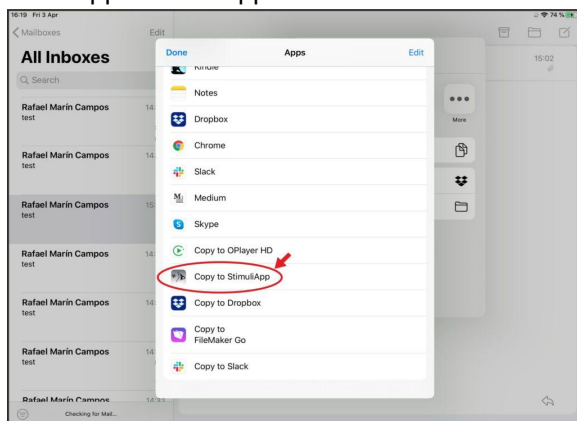 16:19 Fri 3 Apr
74 %
Mailboxes
Edit
All Inboxes
Search
Rafael Marín Campos
test
Rafael Marín Campos
test
Rafael Marín Campos
test
Rafael Marín Campos
test
Rafael Marín Campos
test
Rafael Marín Campos
test
Rafael Marín Campos
Checking for Mail...
Done
Apps
Edit
Kindle
Notes
Dropbox
Chrome
Slack
Medium
Skype
Copy to OPlayer HD
Copy to StimuliApp
Copy to Dropbox
Copy to
FileMaker Go
Copy to Slack
15:02
More